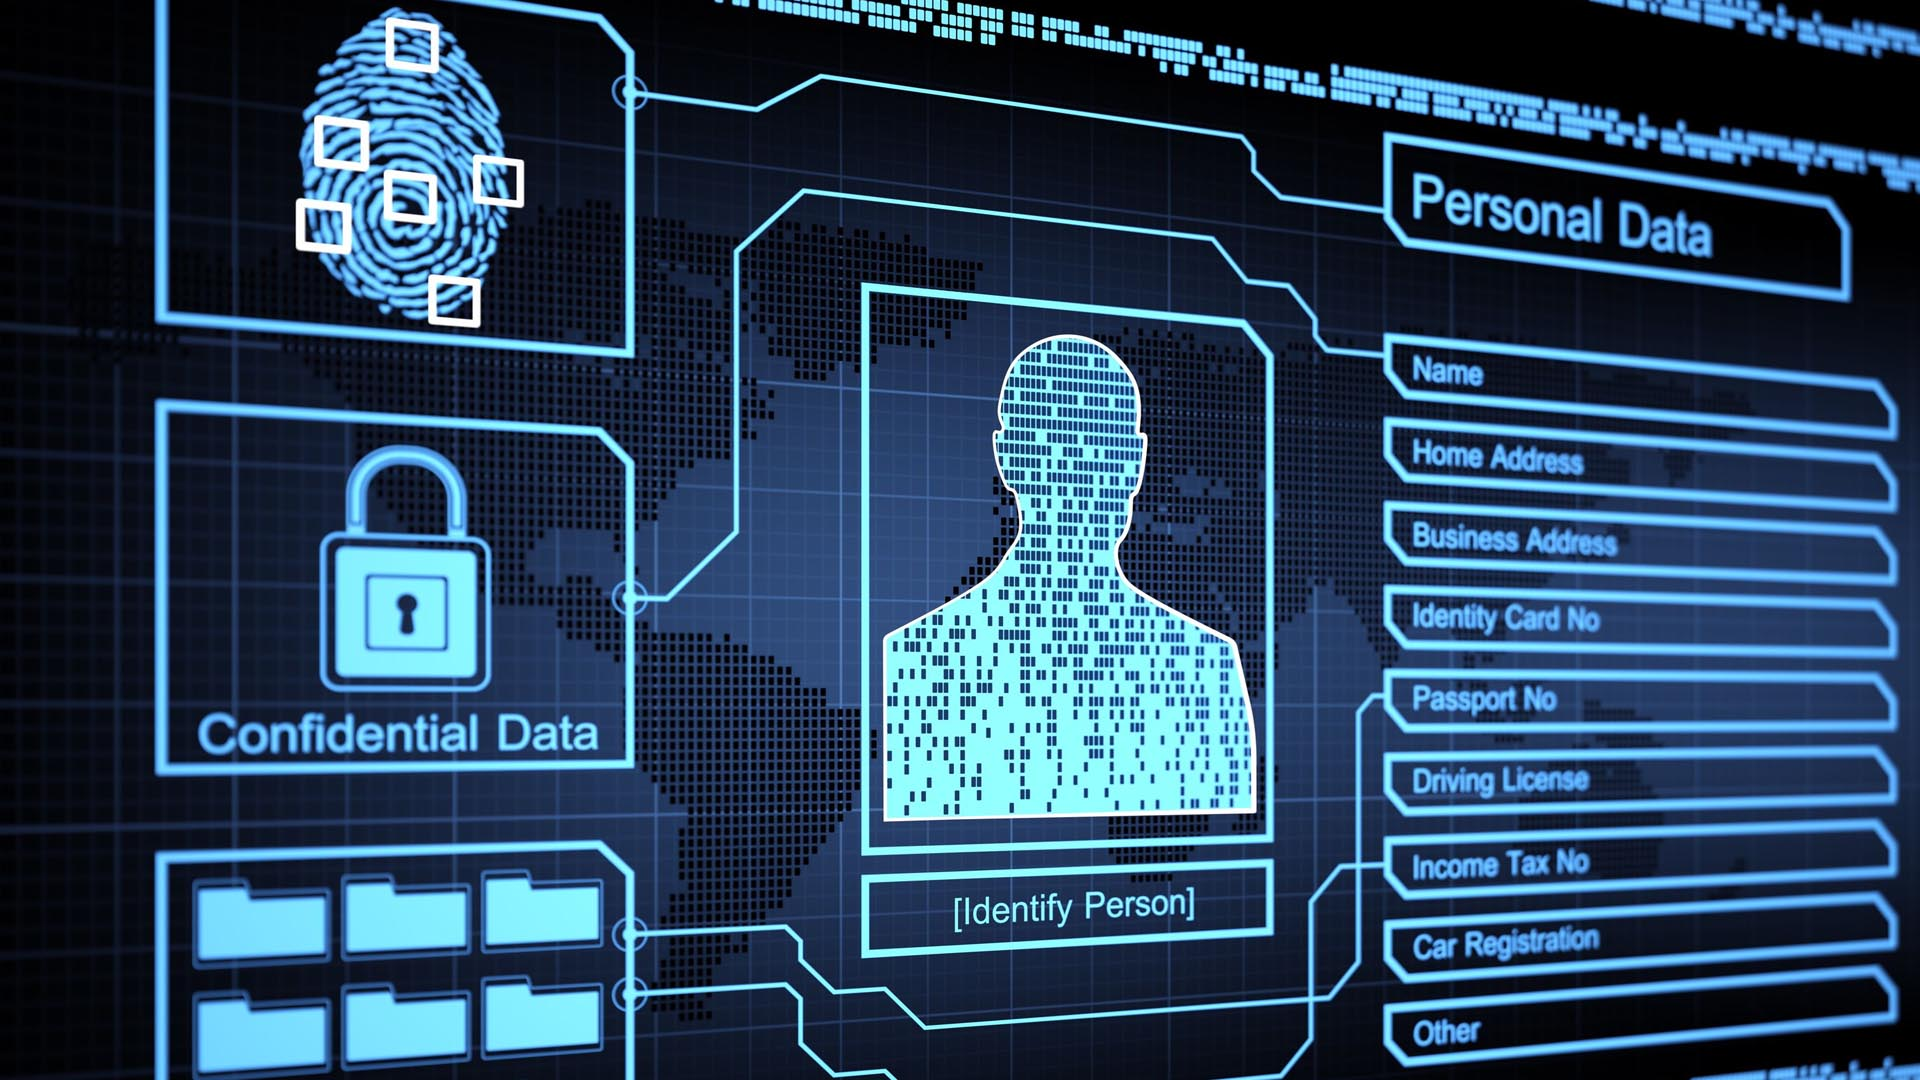 Personal Data
Name
Home Address
Business Address
Identity Card No
Passport No
Driving License
Income Tax No
Car Registration
Other
Confidential Data
[Identify Person]